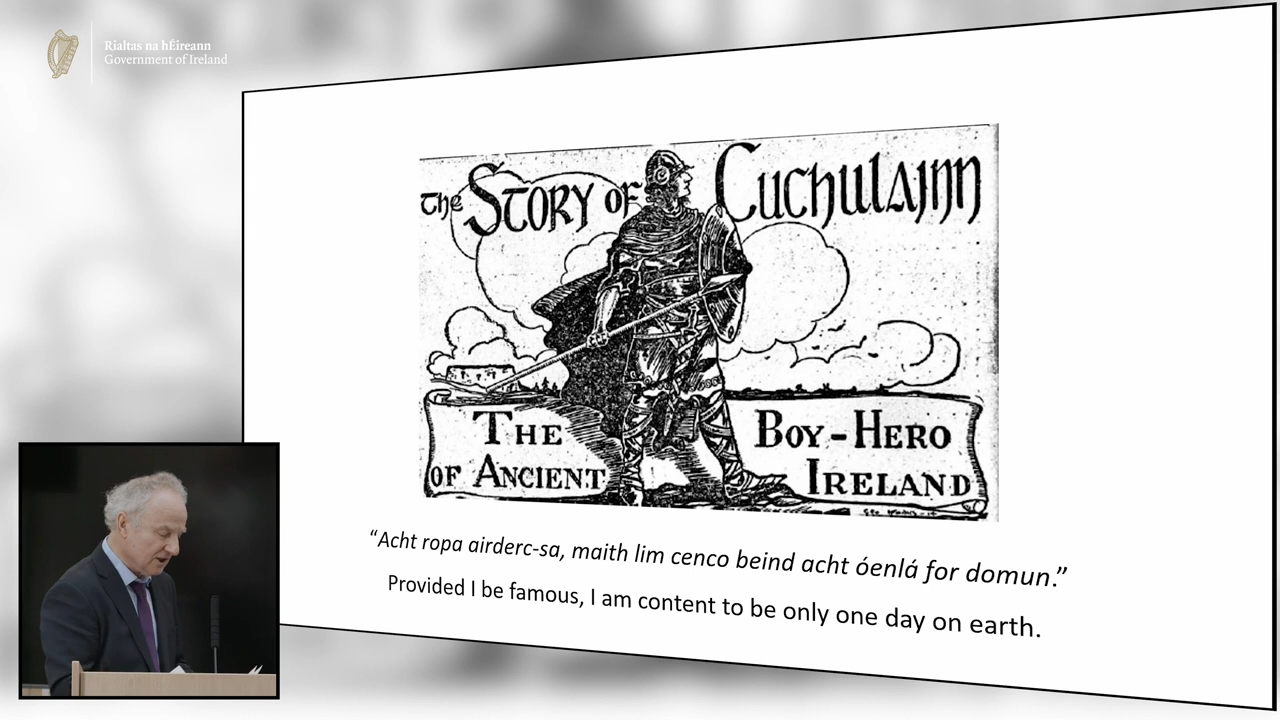 Rialtas na hÉireann
Government of Ireland
The Story of Cuchulainn
The Boy-Hero
of Ancient Ireland
“Acht ropa airderc-sa, maith lim cenco beind acht óenlá for domun.”
Provided I be famous, I am content to be only one day on earth.